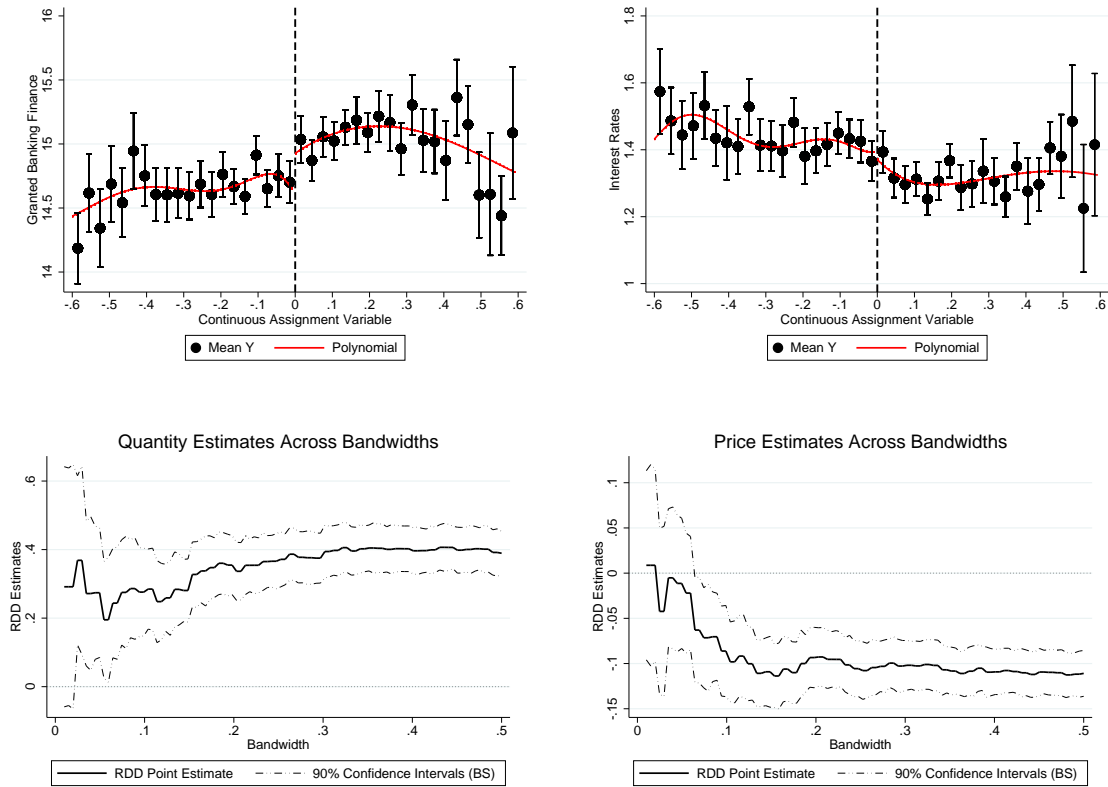 Granted Banking Finance
16
15.5
15
14.5
14
-.6 -.5 -.4 -.3 -.2 -.1 0 .1 .2 .3 .4 .5 .6
Continuous Assignment Variable
Mean Y Polynomial
Interest Rates
1.8
1.6
1.4
1.2
1
-.6 -.5 -.4 -.3 -.2 -.1 0 .1 .2 .3 .4 .5 .6
Continuous Assignment Variable
Mean Y Polynomial
Quantity Estimates Across Bandwidths
RDD Estimates
.6
.4
.2
0
0 .1 .2 .3 .4 .5
Bandwidth
RDD Point Estimate 90% Confidence Intervals (BS)
Price Estimates Across Bandwidths
RDD Estimates
.1
.05
0
-.05
-.1
-.15
0 .1 .2 .3 .4 .5
Bandwidth
RDD Point Estimate 90% Confidence Intervals (BS)